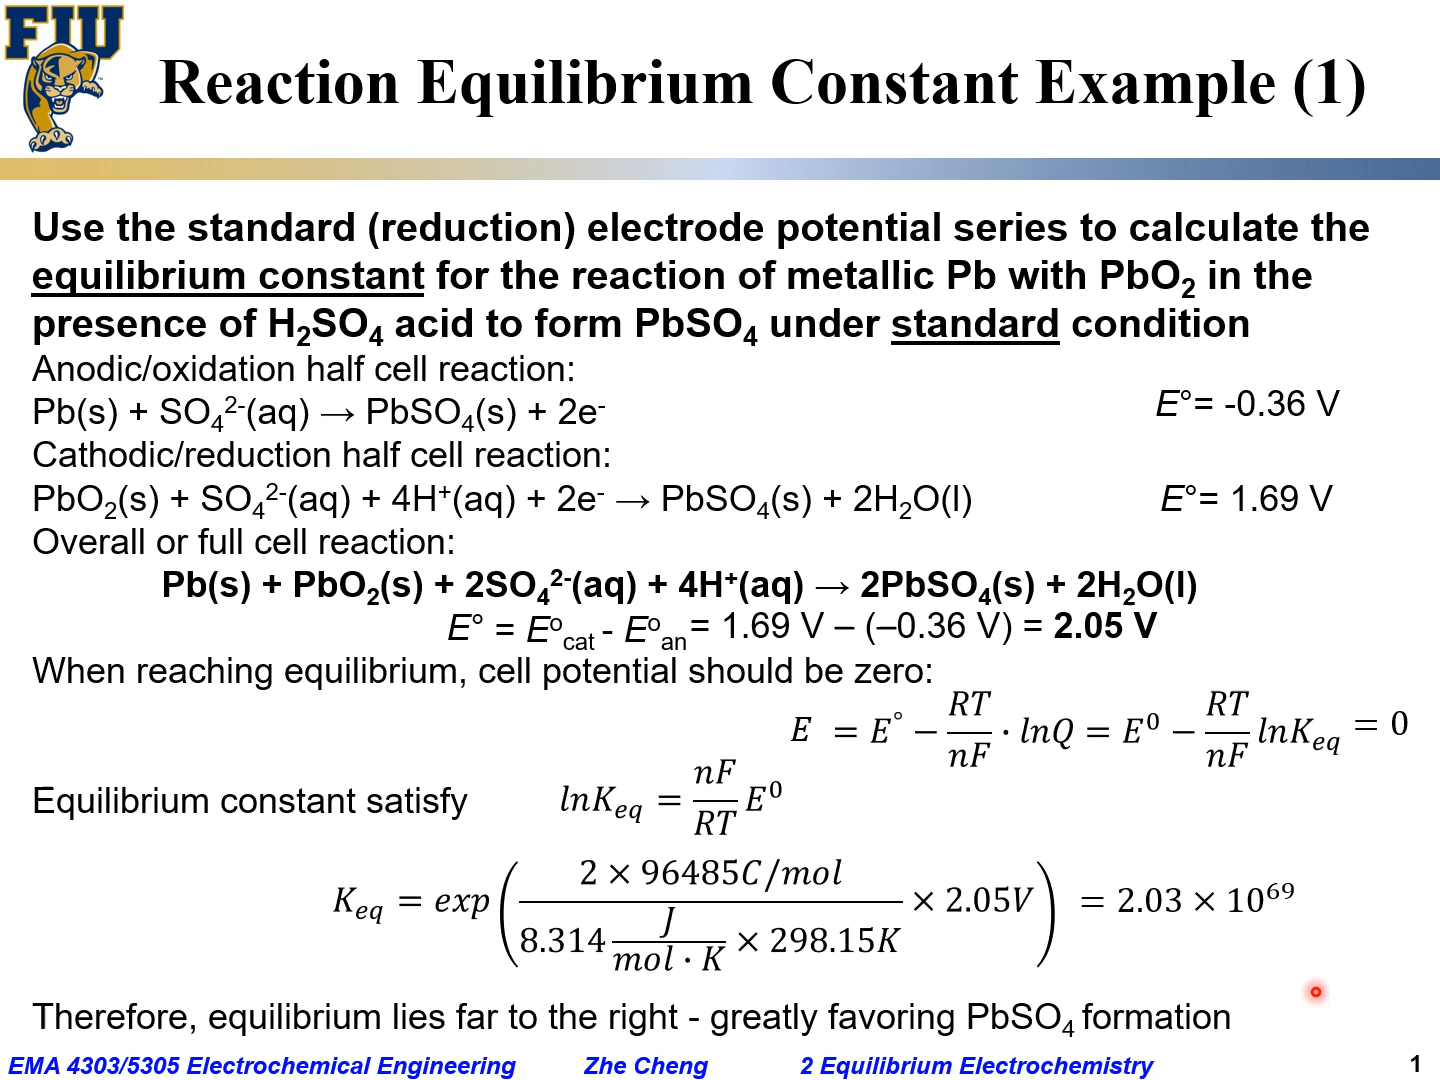 FIU
Reaction Equilibrium Constant Example (1)
Use the standard (reduction) electrode potential series to calculate the
equilibrium constant for the reaction of metallic Pb with PbO₂ in the
presence of H₂SO₄ acid to form PbSO₄ under standard condition
Anodic/oxidation half cell reaction:
Pb(s) + SO₄²⁻(aq) → PbSO₄(s) + 2e⁻ E°= -0.36 V
Cathodic/reduction half cell reaction:
PbO₂(s) + SO₄²⁻(aq) + 4H⁺(aq) + 2e⁻ → PbSO₄(s) + 2H₂O(l) E°= 1.69 V
Overall or full cell reaction:
Pb(s) + PbO₂(s) + 2SO₄²⁻(aq) + 4H⁺(aq) → 2PbSO₄(s) + 2H₂O(l)
E° = E°cat - E°an = 1.69 V – (–0.36 V) = 2.05 V
When reaching equilibrium, cell potential should be zero:
E = E° − RT/nF · lnQ = E⁰ − RT/nF lnKeq = 0
Equilibrium constant satisfy lnKeq = nF/RT E⁰
Keq = exp(2 × 96485C/mol / 8.314 J/mol · K × 298.15K × 2.05V) = 2.03 × 10⁶⁹
Therefore, equilibrium lies far to the right - greatly favoring PbSO₄ formation
EMA 4303/5305 Electrochemical Engineering Zhe Cheng 2 Equilibrium Electrochemistry 1